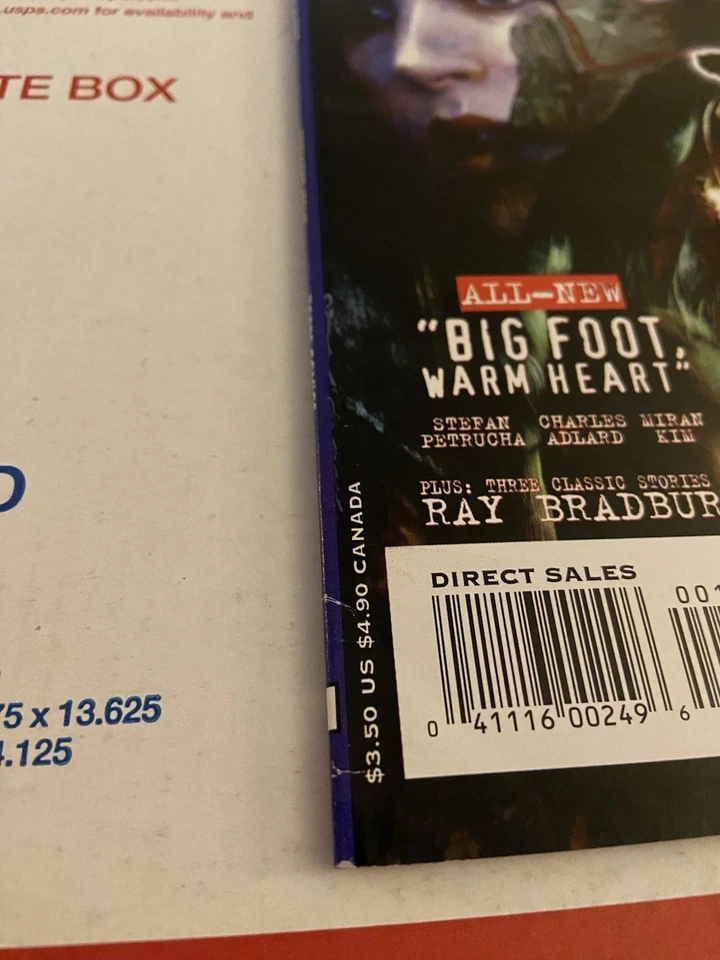 .usps.com for availability and
TE BOX
D
75 x 13.625
4.125
ALL-NEW
"BIG FOOT,
WARM HEART"
STEFAN CHARLES MIRAN
PETRUCHA ADLARD KIM
PLUS: THREE CLASSIC STORIES
RAY BRADBUR
$3.50 US $4.90 CANADA
DIRECT SALES
001
0 41116 00249 6